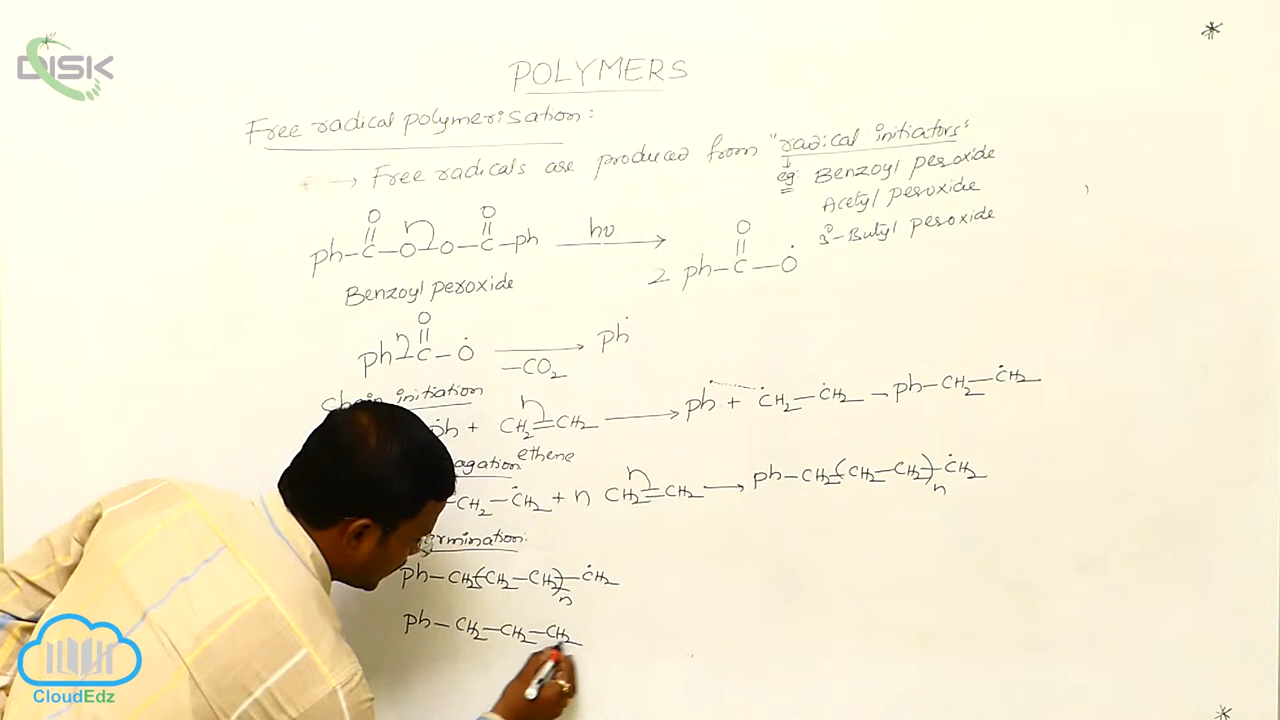 DISK
POLYMERS
Free radical polymerisation:
→ Free radicals are produced from "radical initiators"
eg: Benzoyl peroxide
Acetyl peroxide
3°-Butyl peroxide
O O O
ph-C-O-O-C-ph hν → 2 ph-C-Ȯ
Benzoyl peroxide
O
ph-C-Ȯ → ph•
-CO2
Chain initiation
ph + CH2=CH2 → ph• + ĊH2-ĊH2 → ph-CH2-ĊH2
ethene
agation
CH2-ĊH2 + n CH2=CH2 → ph-CH2(CH2-CH2)n-ĊH2
ermination:
ph-CH2(CH2-CH2)n-ĊH2
ph-CH2-CH2-CH2
CloudEdz